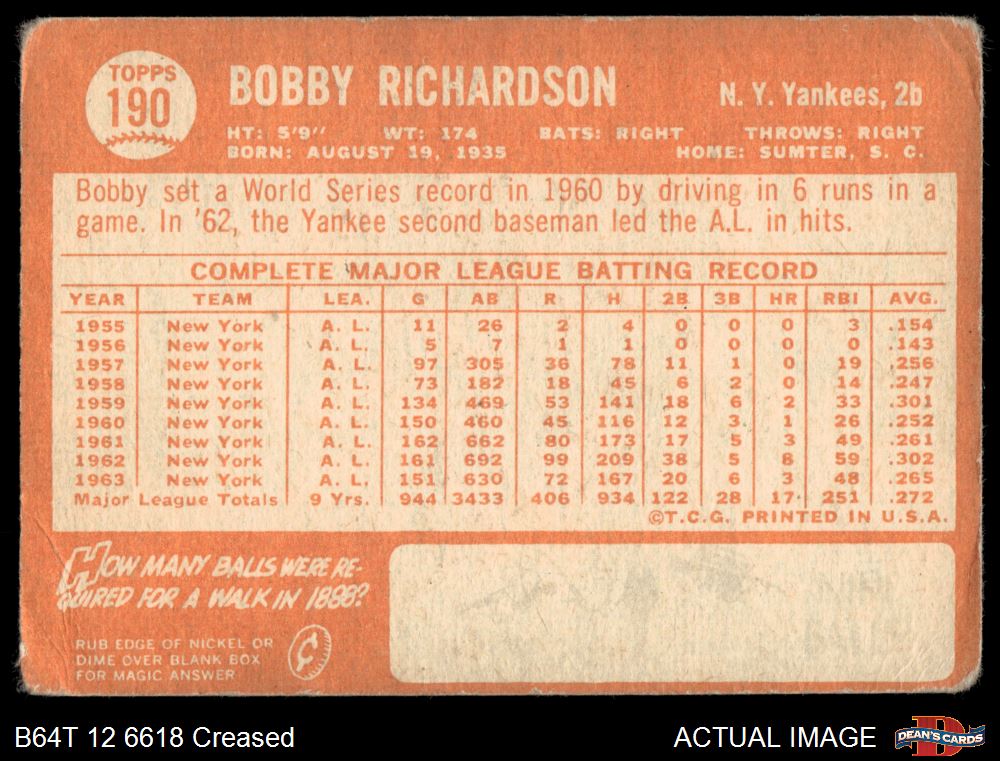 TOPPS
190
BOBBY RICHARDSON
N. Y. Yankees, 2b
HT: 5'9" WT: 174 BATS: RIGHT THROWS: RIGHT
BORN: AUGUST 19, 1935 HOME: SUMTER, S. C.
Bobby set a World Series record in 1960 by driving in 6 runs in a
game. In '62, the Yankee second baseman led the A.L. in hits.
COMPLETE MAJOR LEAGUE BATTING RECORD
YEAR TEAM LEA. G AB R H 2B 3B HR RBI AVG.
1955 New York A. L. 11 26 2 4 0 0 0 3 .154
1956 New York A. L. 5 7 1 1 0 0 0 0 .143
1957 New York A. L. 97 305 36 78 11 1 0 19 .256
1958 New York A. L. 73 182 18 45 6 2 0 14 .247
1959 New York A. L. 134 469 53 141 18 6 2 33 .301
1960 New York A. L. 150 460 45 116 12 3 1 26 .252
1961 New York A. L. 162 662 80 173 17 5 3 49 .261
1962 New York A. L. 161 692 99 209 38 5 8 59 .302
1963 New York A. L. 151 630 72 167 20 6 3 48 .265
Major League Totals 9 Yrs. 944 3433 406 934 122 28 17 251 .272
©T.C.G. PRINTED IN U.S.A.
HOW MANY BALLS WERE RE-
QUIRED FOR A WALK IN 1888?
RUB EDGE OF NICKEL OR
DIME OVER BLANK BOX
FOR MAGIC ANSWER
B64T 12 6618 Creased
ACTUAL IMAGE
DEAN'S CARDS